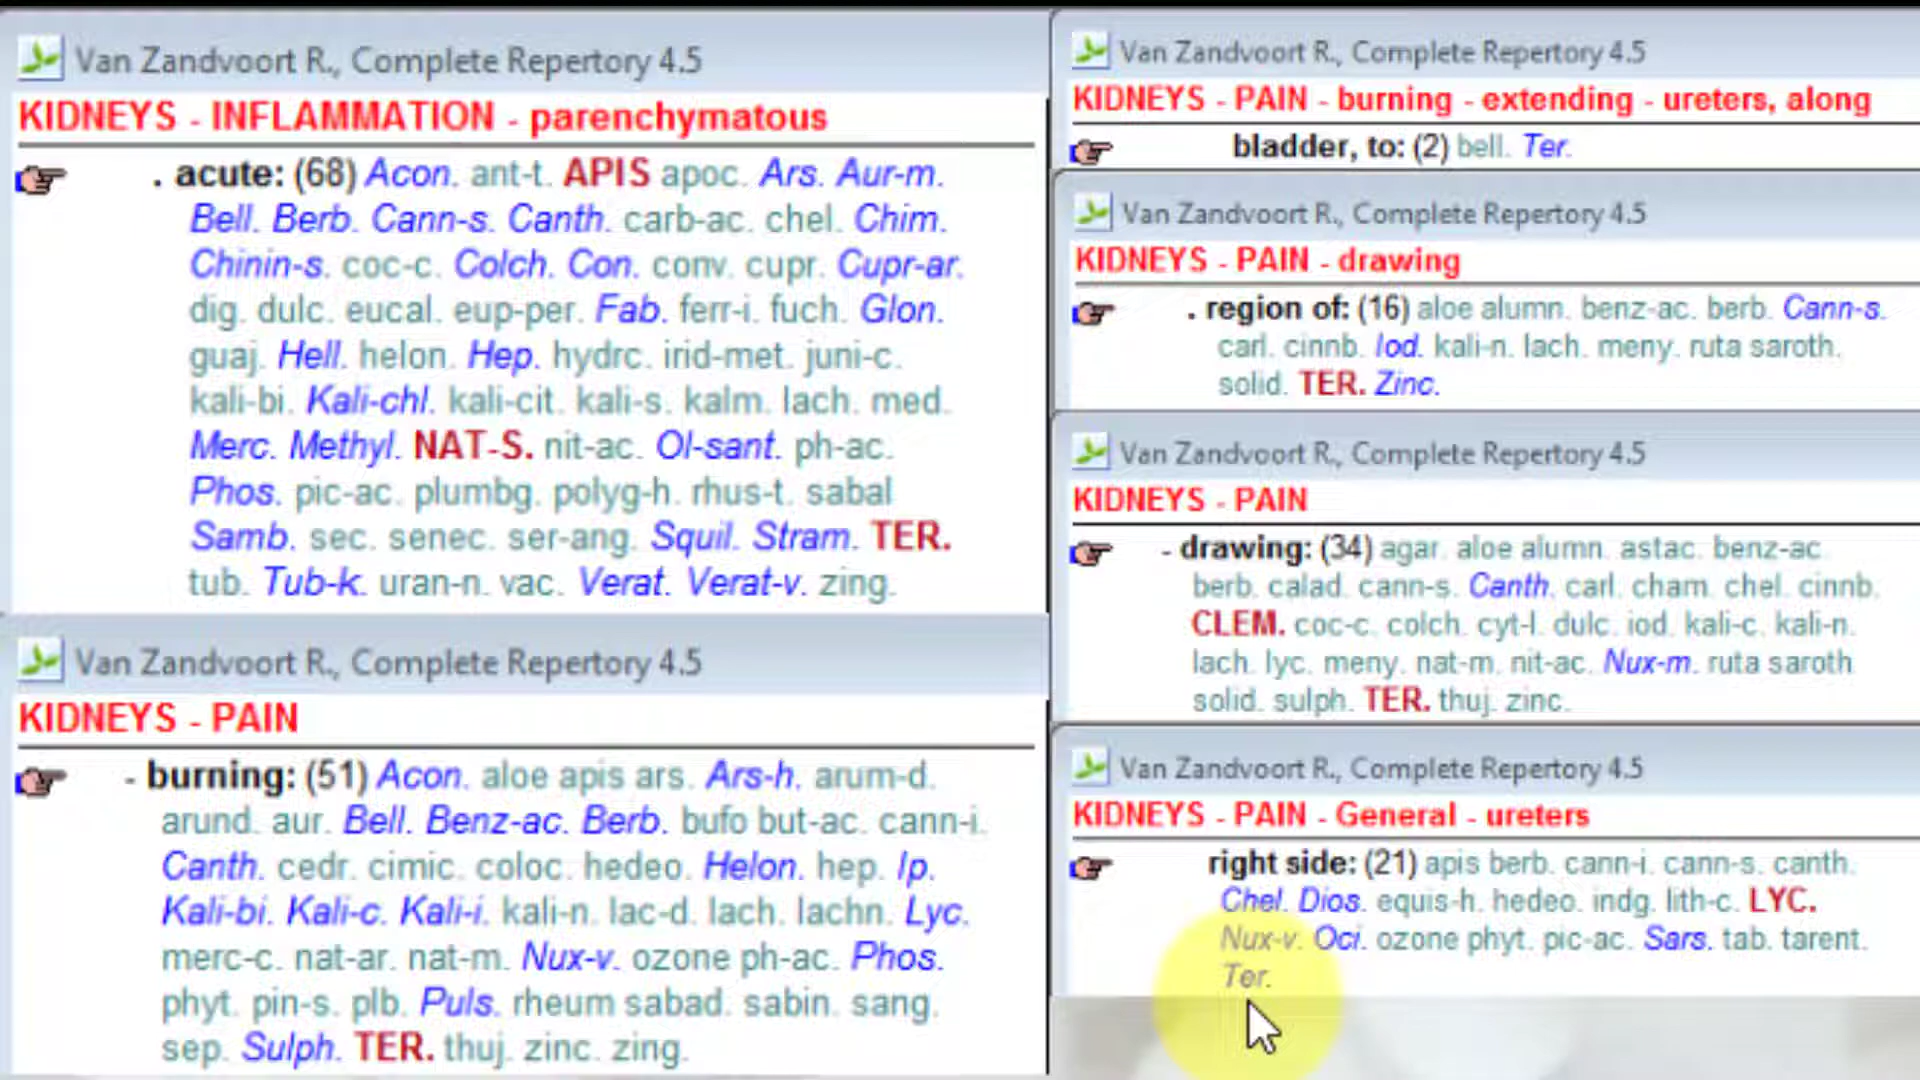 Van Zandvoort R., Complete Repertory 4.5
KIDNEYS - INFLAMMATION - parenchymatous
. acute: (68) Acon. ant-t. APIS apoc. Ars. Aur-m.
Bell. Berb. Cann-s. Canth. carb-ac. chel. Chim.
Chinin-s. coc-c. Colch. Con. conv. cupr. Cupr-ar.
dig. dulc. eucal. eup-per. Fab. ferr-i. fuch. Glon.
guaj. Hell. helon. Hep. hydrc. irid-met. juni-c.
kali-bi. Kali-chl. kali-cit. kali-s. kalm. lach. med.
Merc. Methyl. NAT-S. nit-ac. Ol-sant. ph-ac.
Phos. pic-ac. plumbg. polyg-h. rhus-t. sabal
Samb. sec. senec. ser-ang. Squil. Stram. TER.
tub. Tub-k. uran-n. vac. Verat. Verat-v. zing.
Van Zandvoort R., Complete Repertory 4.5
KIDNEYS - PAIN
- burning: (51) Acon. aloe apis ars. Ars-h. arum-d.
arund. aur. Bell. Benz-ac. Berb. bufo but-ac. cann-i.
Canth. cedr. cimic. coloc. hedeo. Helon. hep. Ip.
Kali-bi. Kali-c. Kali-i. kali-n. lac-d. lach. lachn. Lyc.
merc-c. nat-ar. nat-m. Nux-v. ozone ph-ac. Phos.
phyt. pin-s. plb. Puls. rheum sabad. sabin. sang.
sep. Sulph. TER. thuj. zinc. zing.
Van Zandvoort R., Complete Repertory 4.5
KIDNEYS - PAIN - burning - extending - ureters, along
bladder, to: (2) bell. Ter.
Van Zandvoort R., Complete Repertory 4.5
KIDNEYS - PAIN - drawing
. region of: (16) aloe alumn. benz-ac. berb. Cann-s.
carl. cinnb. Iod. kali-n. lach. meny. ruta saroth.
solid. TER. Zinc.
Van Zandvoort R., Complete Repertory 4.5
KIDNEYS - PAIN
- drawing: (34) agar. aloe alumn. astac. benz-ac.
berb. calad. cann-s. Canth. carl. cham. chel. cinnb.
CLEM. coc-c. colch. cyt-l. dulc. iod. kali-c. kali-n.
lach. lyc. meny. nat-m. nit-ac. Nux-m. ruta saroth
solid. sulph. TER. thuj. zinc.
Van Zandvoort R., Complete Repertory 4.5
KIDNEYS - PAIN - General - ureters
right side: (21) apis berb. cann-i. cann-s. canth.
Chel. Dios. equis-h. hedeo. indg. lith-c. LYC.
Nux-v. Oci. ozone phyt. pic-ac. Sars. tab. tarent.
Ter.